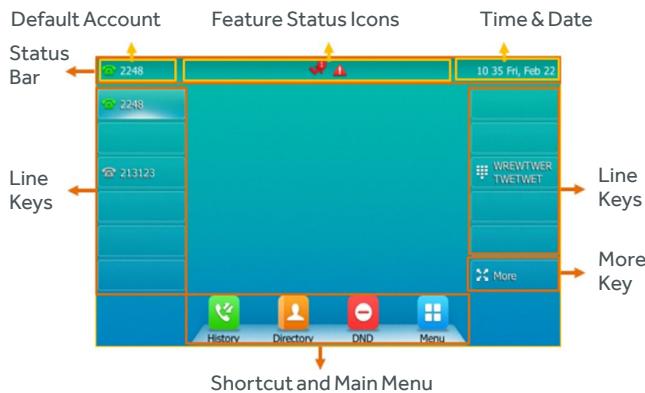 Default Account
Feature Status Icons
Time & Date
Status
Bar
2248
10 35 Fri, Feb 22
2248
213123
WREWTWER
TWETWET
Line
Keys
Line
Keys
More
Key
More
History
Directory
DND
Menu
Shortcut and Main Menu